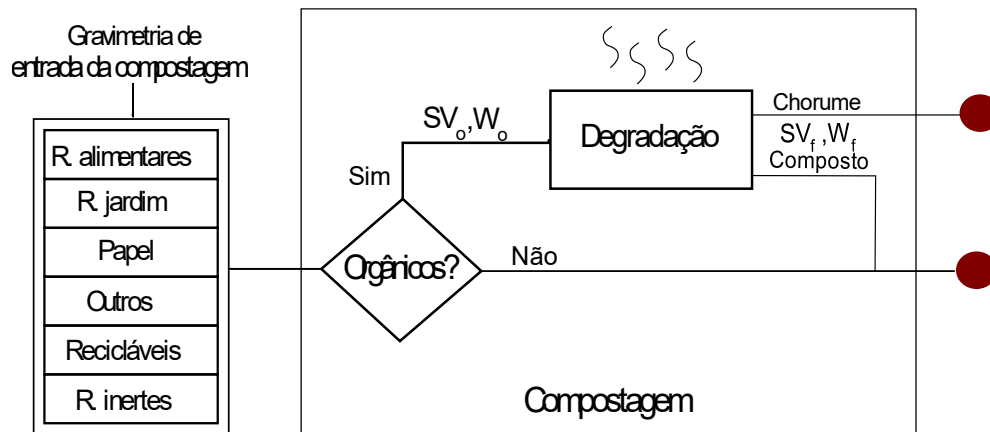 Gravimetria de
entrada da compostagem
R. alimentares
R. jardim
Papel
Outros
Recicláveis
R. inertes
Orgânicos?
Sim
Não
SVo,Wo
Degradação
Chorume
SVf,Wf
Composto
Compostagem